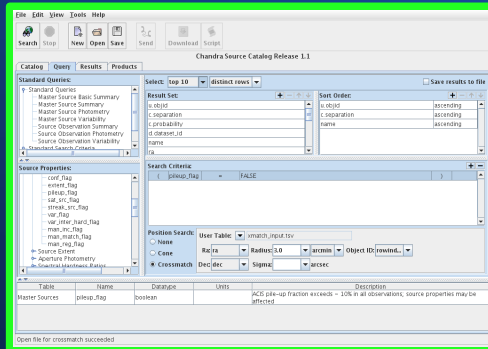 File Edit View Tools Help
Search Stop New Open Save Send Download Script
Chandra Source Catalog Release 1.1
Catalog Query Results Products
Standard Queries:
Standard Queries
Master Source Basic Summary
Master Source Summary
Master Source Photometry
Master Source Variability
Source Observation Summary
Source Observation Photometry
Source Observation Variability
Standard Search Criteria
Select: top 10 distinct rows Save results to file
Result Set:
u.objid
c.separation
c.probability
d.dataset_id
name
ra
Sort Order:
u.objid ascending
c.separation ascending
name ascending
Source Properties:
conf_flag
extent_flag
pileup_flag
sat_src_flag
streak_src_flag
var_flag
var_inter_hard_flag
man_inc_flag
man_match_flag
man_reg_flag
Source Extent
Aperture Photometry
Spectral Hardness Ratios
Search Criteria:
( pileup_flag = FALSE )
Position Search: User Table: xmatch_input.tsv
None
Cone Ra: ra Radius: 3.0 arcmin Object ID: rowind...
Crossmatch Dec: dec Sigma: arcsec
Table Name Datatype Units Description
Master Sources pileup_flag boolean ACIS pile-up fraction exceeds ~ 10% in all observations; source properties may be affected
Open file for crossmatch succeeded